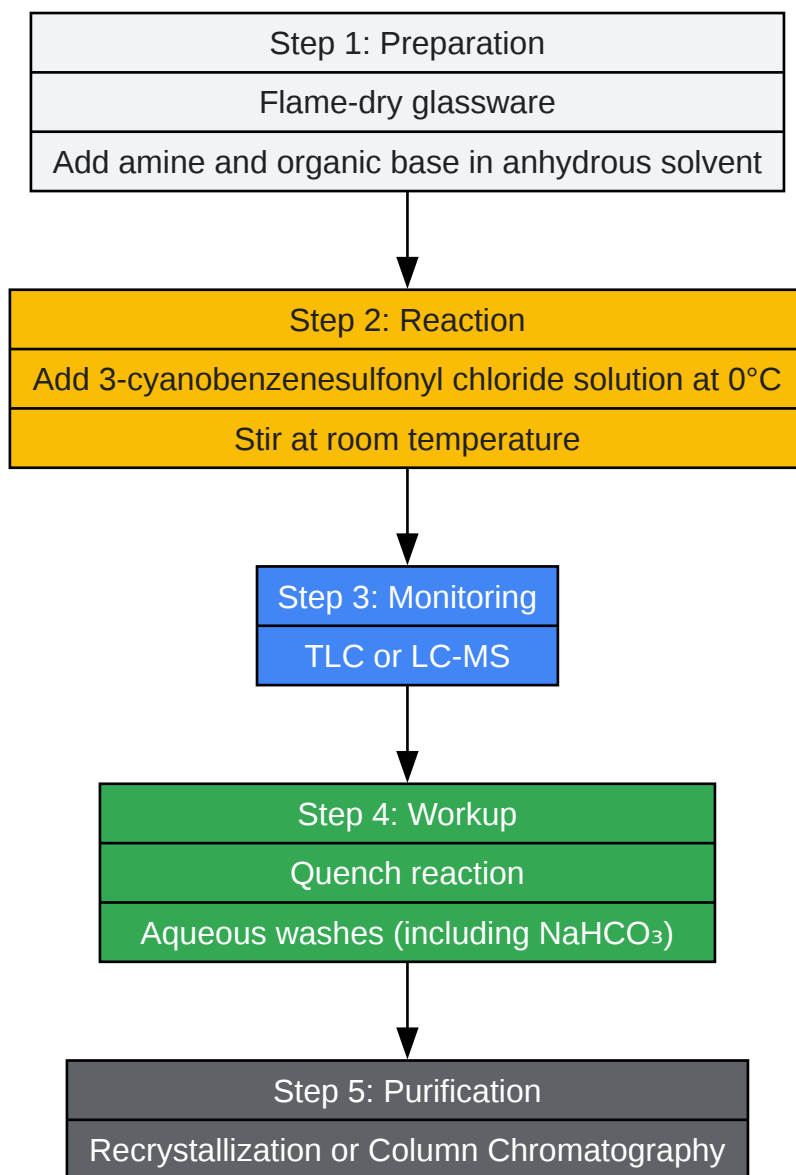 Step 1: Preparation
Flame-dry glassware
Add amine and organic base in anhydrous solvent
Step 2: Reaction
Add 3-cyanobenzenesulfonyl chloride solution at 0°C
Stir at room temperature
Step 3: Monitoring
TLC or LC-MS
Step 4: Workup
Quench reaction
Aqueous washes (including NaHCO₃)
Step 5: Purification
Recrystallization or Column Chromatography